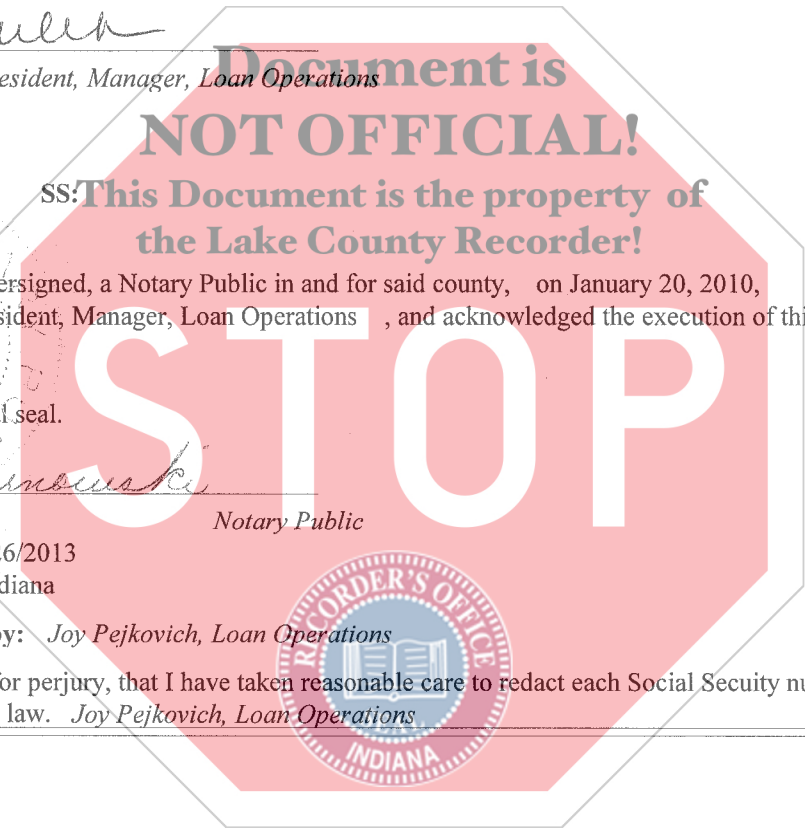 Document is
esident, Manager, Loan Operations
NOT OFFICIAL!
SS:
This Document is the property of
the Lake County Recorder!
ersigned, a Notary Public in and for said county, on January 20, 2010,
sident, Manager, Loan Operations , and acknowledged the execution of thi
STOP
l seal.
Notary Public
26/2013
diana
y: Joy Pejkovich, Loan Operations
RECORDER'S OFFICE
for perjury, that I have taken reasonable care to redact each Social Secuity nu
law. Joy Pejkovich, Loan Operations
SEAL
INDIANA